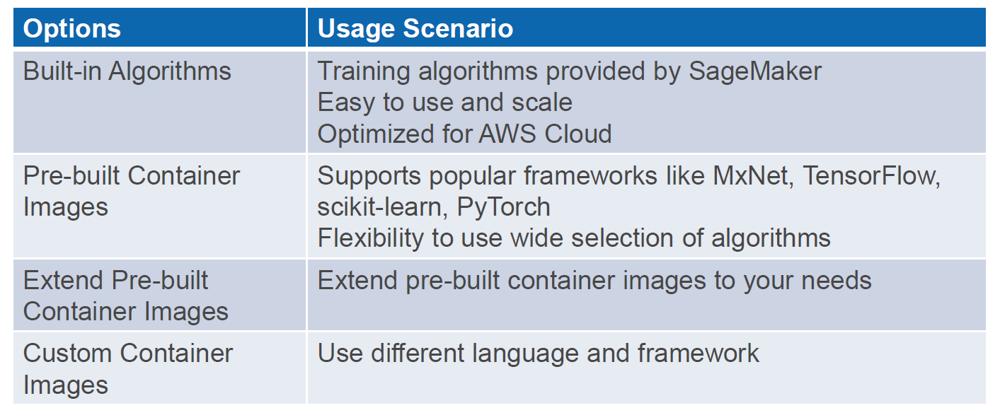 Options
Usage Scenario
Built-in Algorithms
Training algorithms provided by SageMaker
Easy to use and scale
Optimized for AWS Cloud
Pre-built Container
Images
Supports popular frameworks like MxNet, TensorFlow,
scikit-learn, PyTorch
Flexibility to use wide selection of algorithms
Extend Pre-built
Container Images
Extend pre-built container images to your needs
Custom Container
Images
Use different language and framework